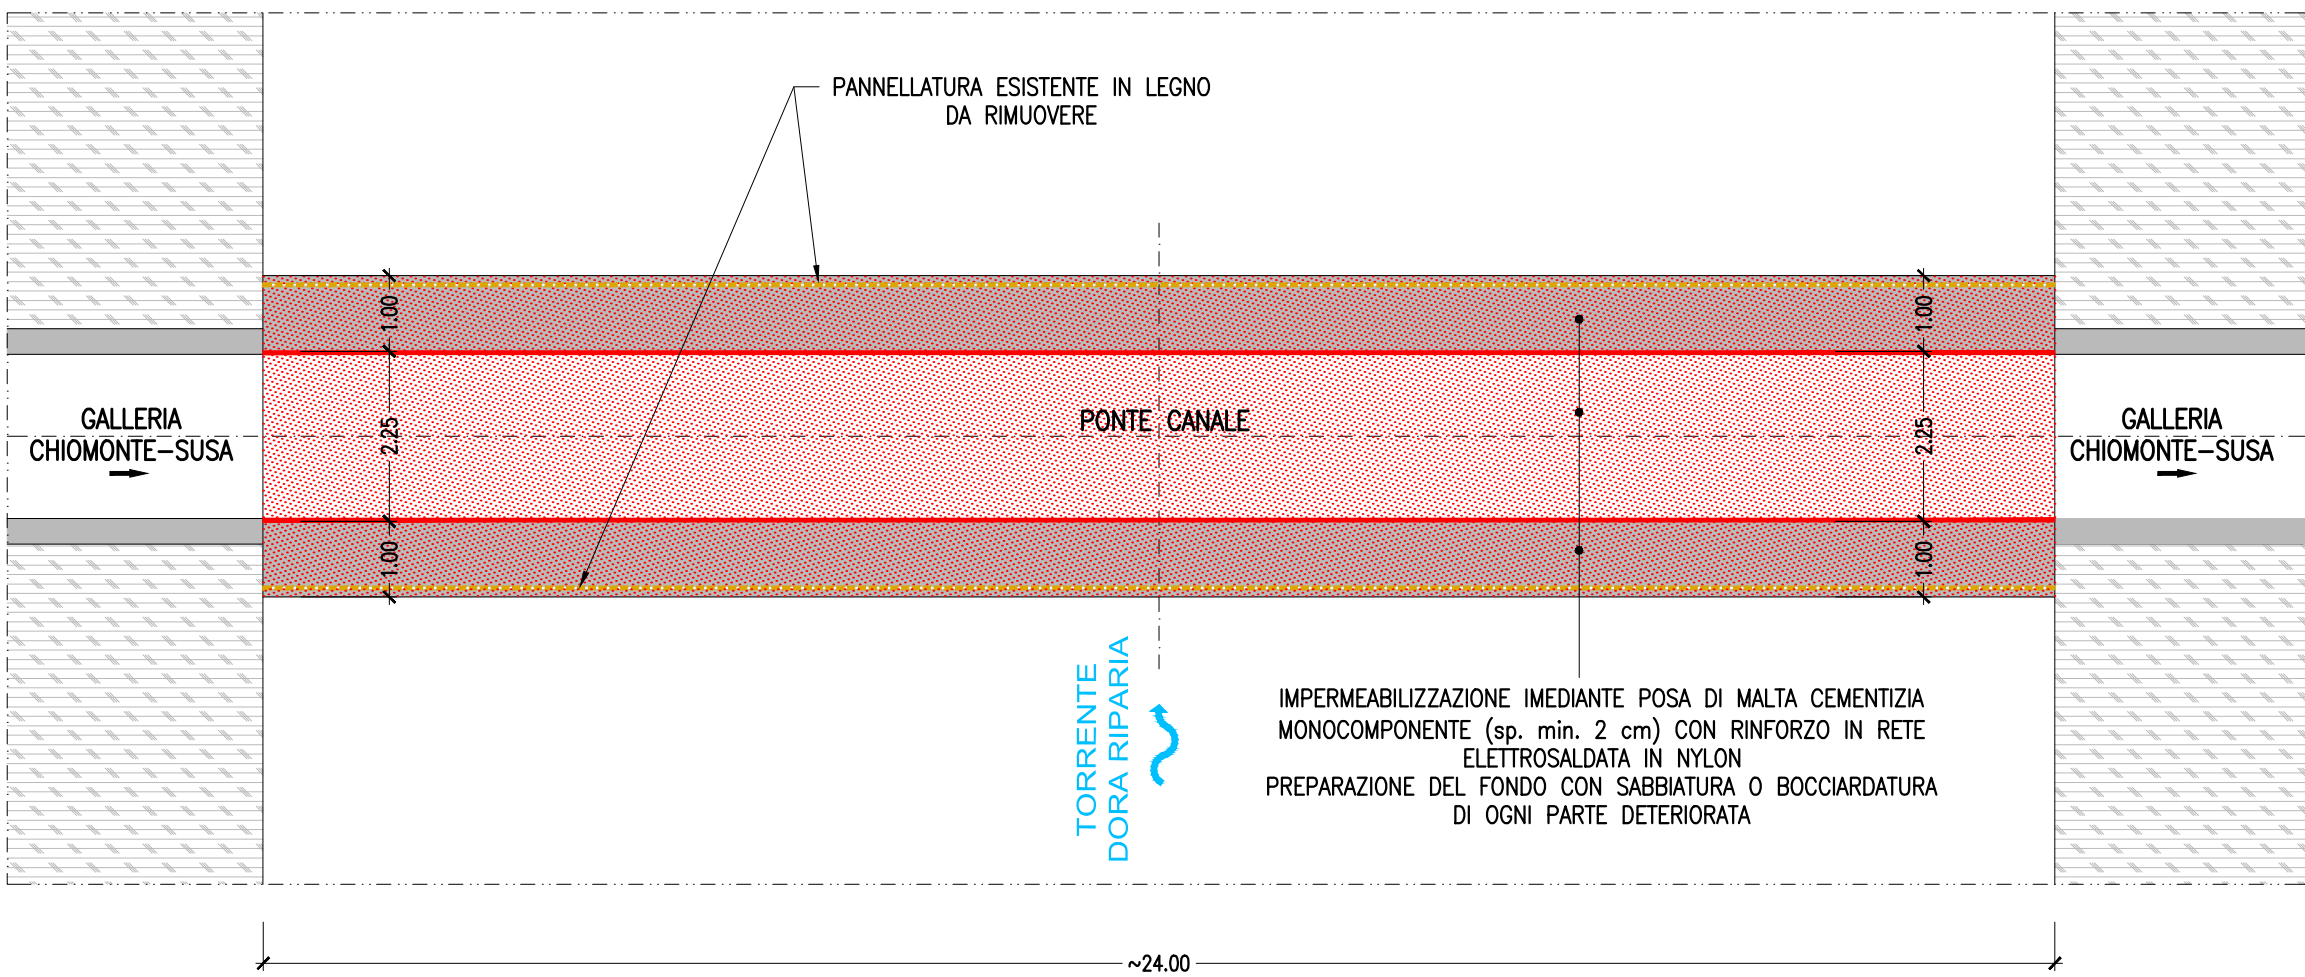 PANNELLATURA ESISTENTE IN LEGNO
DA RIMUOVERE
1.00
1.00
GALLERIA
CHIOMONTE-SUSA
2.25
PONTE CANALE
2.25
GALLERIA
CHIOMONTE-SUSA
1.00
1.00
TORRENTE
DORA RIPARIA
IMPERMEABILIZZAZIONE IMEDIANTE POSA DI MALTA CEMENTIZIA
MONOCOMPONENTE (sp. min. 2 cm) CON RINFORZO IN RETE
ELETTROSALDATA IN NYLON
PREPARAZIONE DEL FONDO CON SABBIATURA O BOCCIARDATURA
DI OGNI PARTE DETERIORATA
~24.00